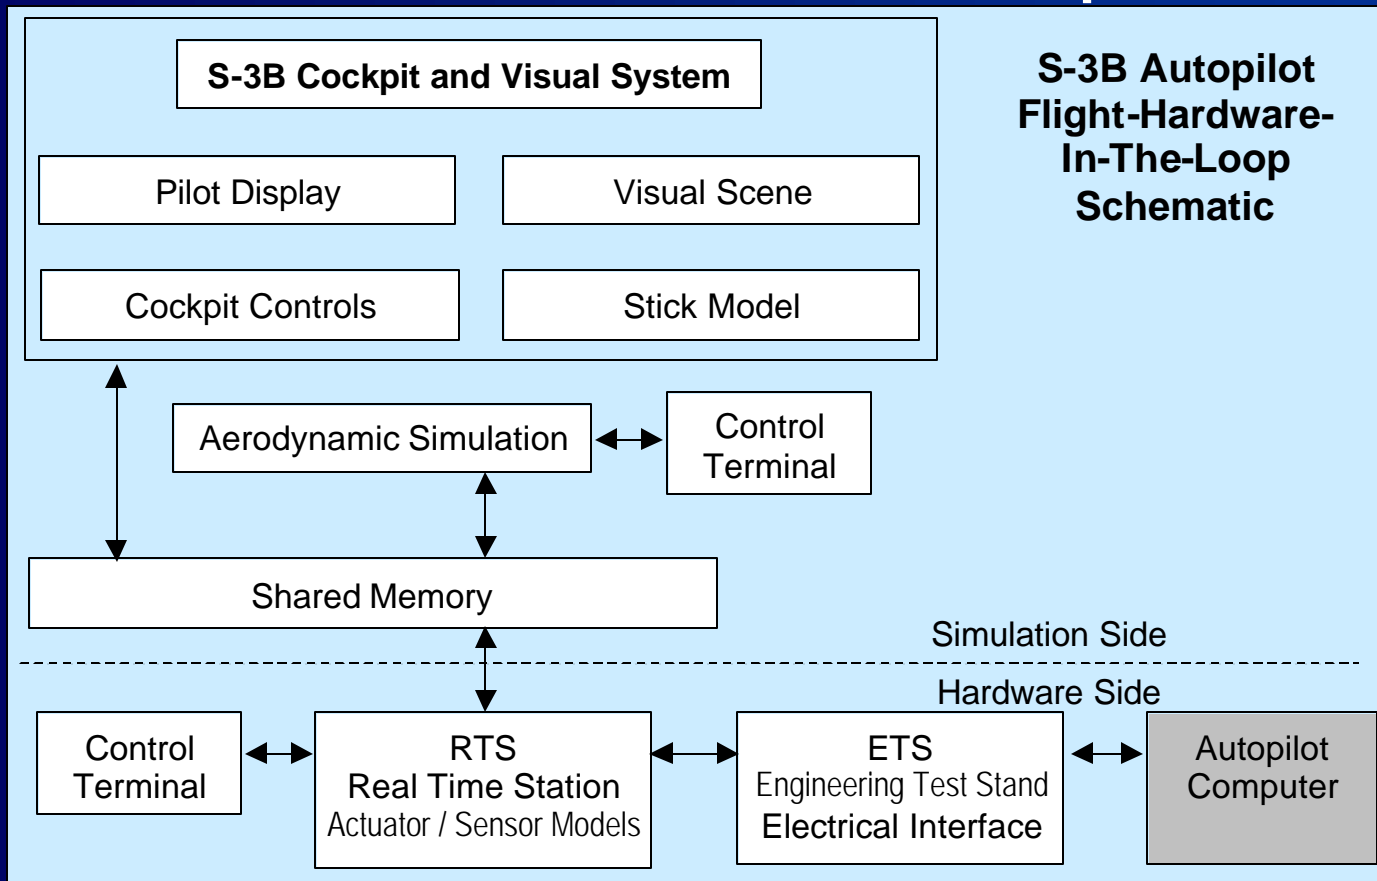 S-3B Cockpit and Visual System
S-3B Autopilot
Flight-Hardware-
In-The-Loop
Schematic
Pilot Display
Visual Scene
Cockpit Controls
Stick Model
Aerodynamic Simulation
Control
Terminal
Shared Memory
Simulation Side
Hardware Side
Control
Terminal
RTS
Real Time Station
Actuator / Sensor Models
ETS
Engineering Test Stand
Electrical Interface
Autopilot
Computer